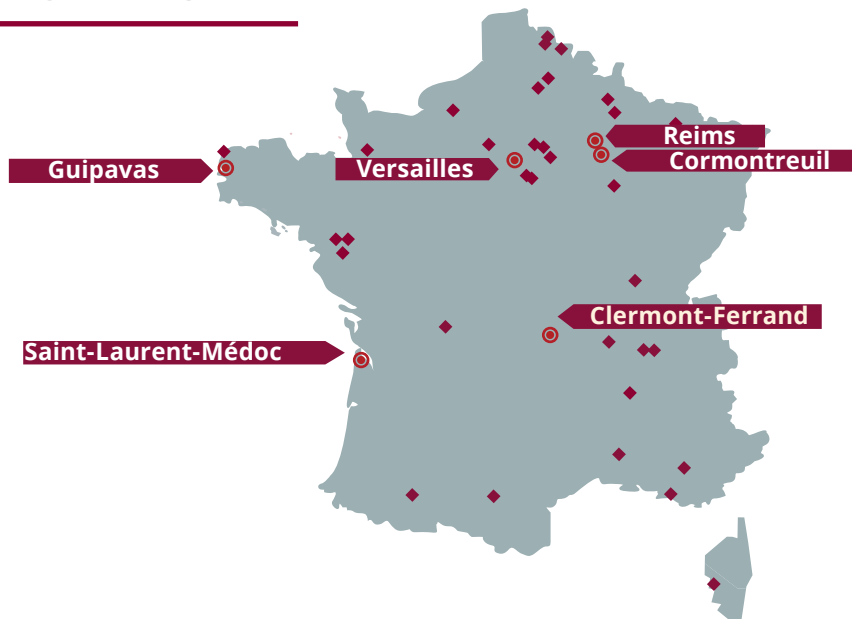 Reims
Cormontreuil
Guipavas
Versailles
Clermont-Ferrand
Saint-Laurent-Médoc